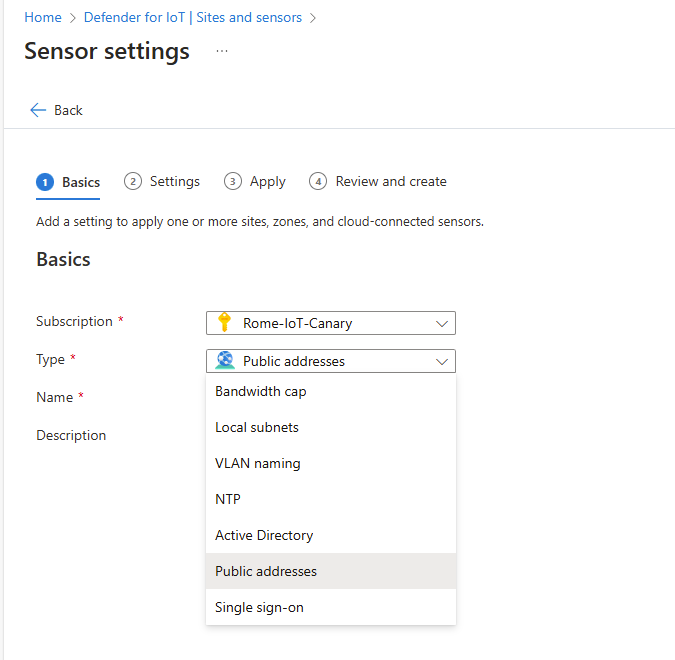 Home > Defender for IoT | Sites and sensors >
Sensor settings ...
Back
1 Basics 2 Settings 3 Apply 4 Review and create
Add a setting to apply one or more sites, zones, and cloud-connected sensors.
Basics
Subscription * Rome-IoT-Canary
Type * Public addresses
Name *
Description
Bandwidth cap
Local subnets
VLAN naming
NTP
Active Directory
Public addresses
Single sign-on